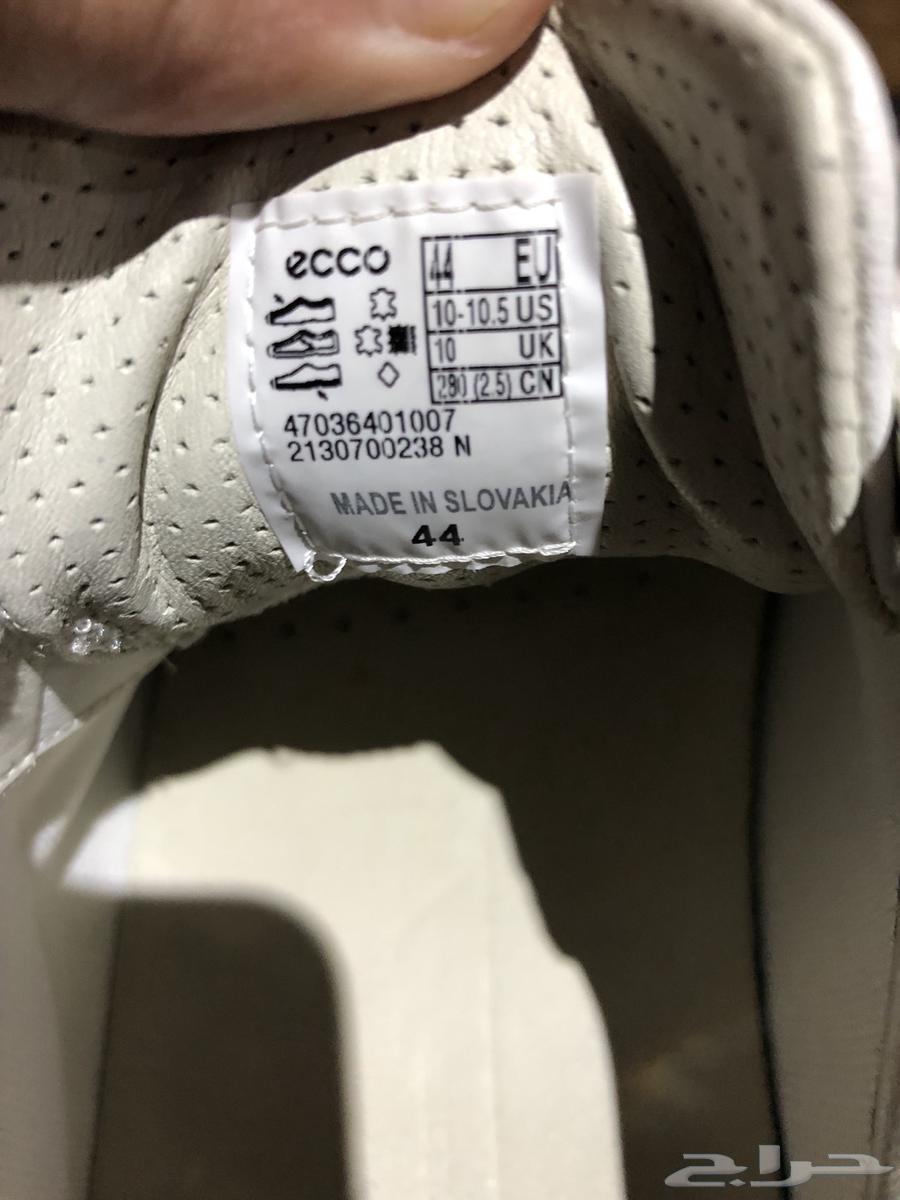 ecco
44 EU
10-10.5 US
10 UK
280 (2.5) CN
47036401007
2130700238 N
MADE IN SLOVAKIA
44
حراج